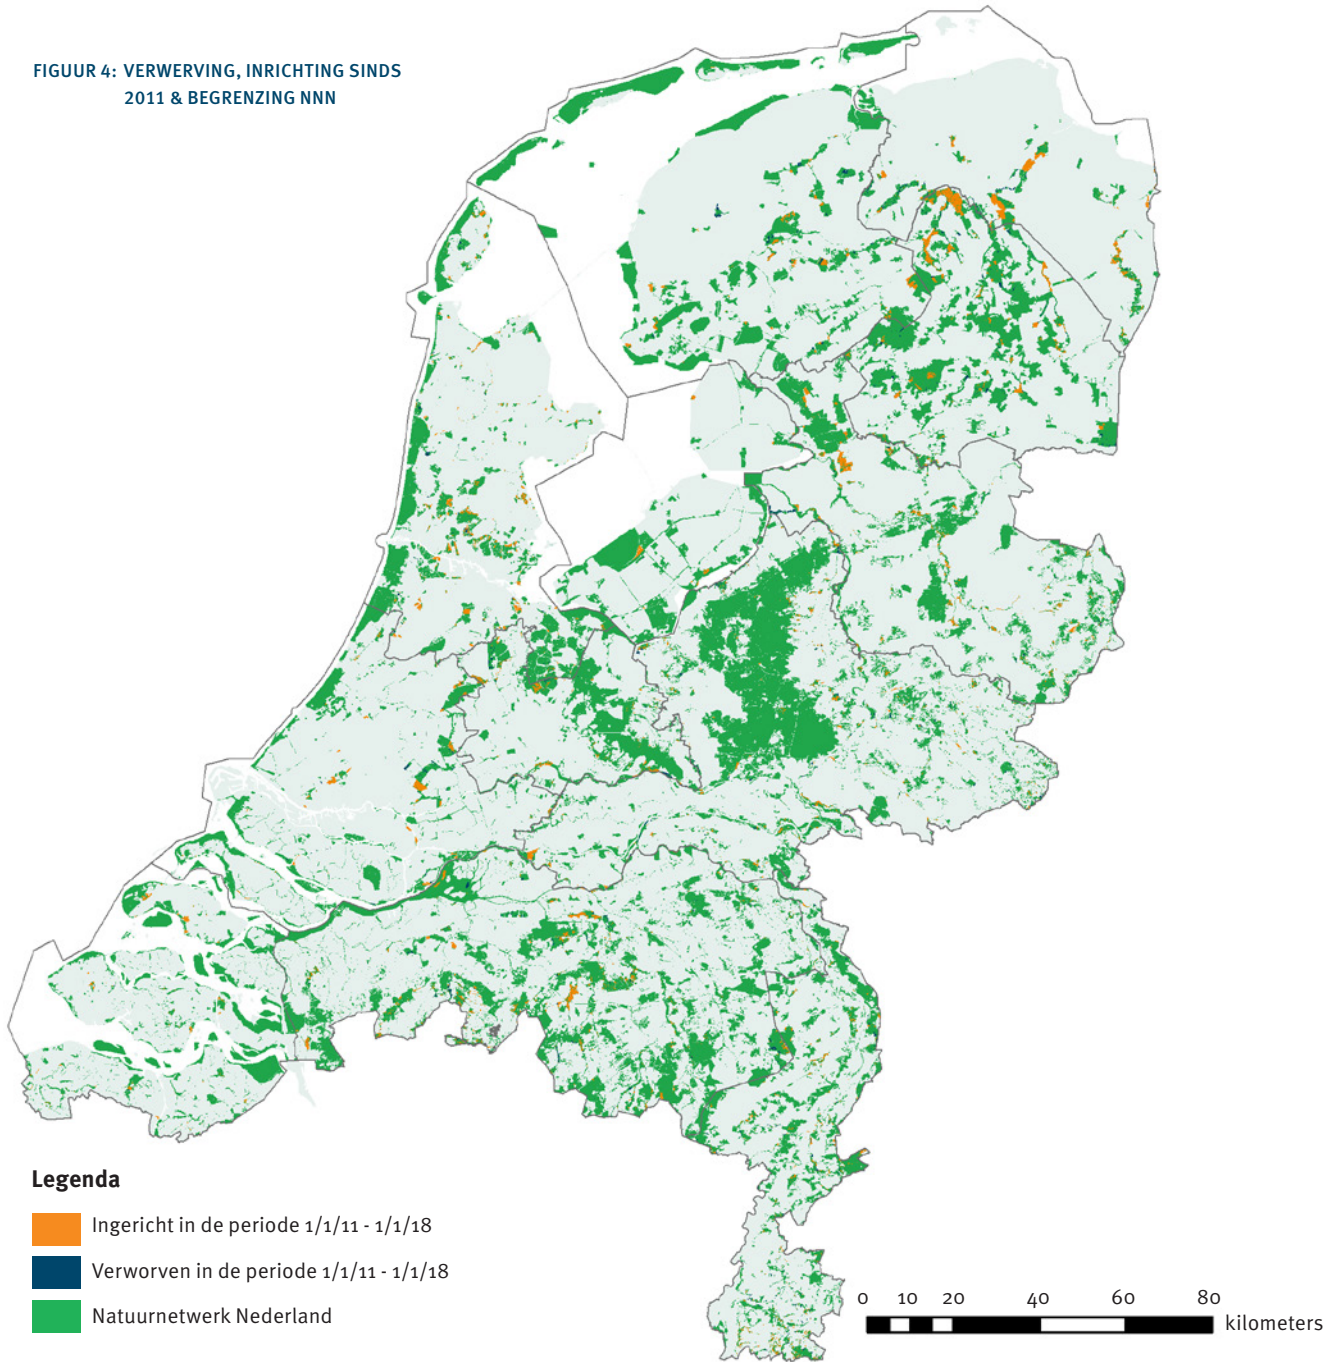 FIGUUR 4: VERWERVING, INRICHTING SINDS
2011 & BEGRENZING NNN
Legenda
Ingericht in de periode 1/1/11 - 1/1/18
Verworven in de periode 1/1/11 - 1/1/18
Natuurnetwerk Nederland
0 10 20 40 60 80
kilometers